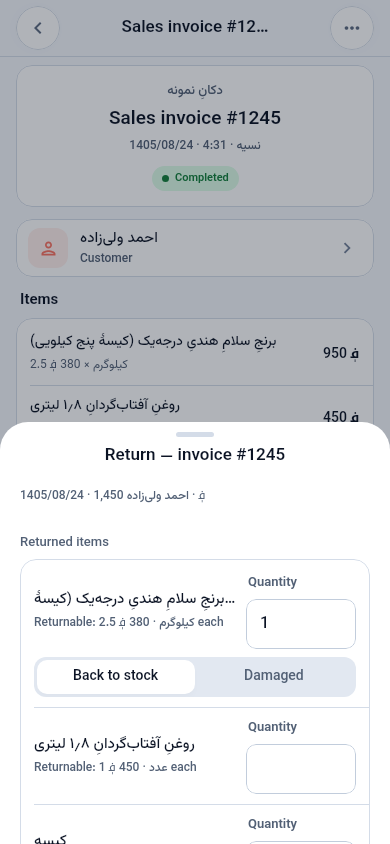 Sales invoice #12…
دکانِ نمونه
Sales invoice #1245
1405/08/24 · 4:31 · نسیه
Completed
احمد ولی‌زاده
Customer
Items
برنجِ سلامِ هندیِ درجه‌یک (کیسهٔ پنج کیلویی)
950 ؋
2.5 کیلوگرم × 380 ؋
روغنِ آفتاب‌گردانِ ۱٫۸ لیتری
450 ؋
Return — invoice #1245
1405/08/24 · احمد ولی‌زاده · 1,450 ؋
Returned items
Quantity
برنجِ سلامِ هندیِ درجه‌یک (کیسهٔ…
1
Returnable: 2.5 کیلوگرم · 380 ؋ each
Back to stock
Damaged
Quantity
روغنِ آفتاب‌گردانِ ۱٫۸ لیتری
Returnable: 1 عدد · 450 ؋ each
Quantity
کیسه